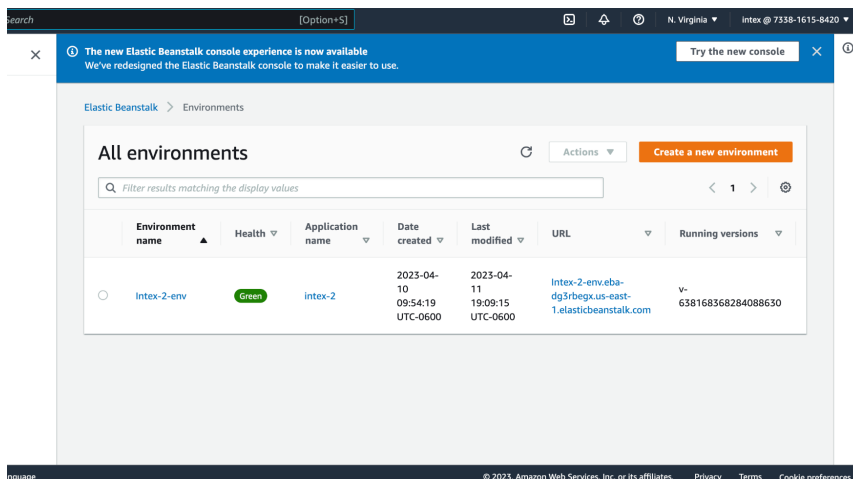 Search [Option+S] N. Virginia ▼ intex @ 7338-1615-8420 ▼
The new Elastic Beanstalk console experience is now available
We've redesigned the Elastic Beanstalk console to make it easier to use.
Try the new console
Elastic Beanstalk > Environments
All environments
Actions ▼
Create a new environment
Filter results matching the display values
< 1 >
Environment
name ▲
Health
Application
name
Date
created
Last
modified
URL
Running versions
Intex-2-env
Green
intex-2
2023-04-
10
09:54:19
UTC-0600
2023-04-
11
19:09:15
UTC-0600
Intex-2-env.eba-
dg3rbegx.us-east-
1.elasticbeanstalk.com
v-
638168368284088630
nguage © 2023, Amazon Web Services, Inc. or its affiliates. Privacy Terms Cookie preferences